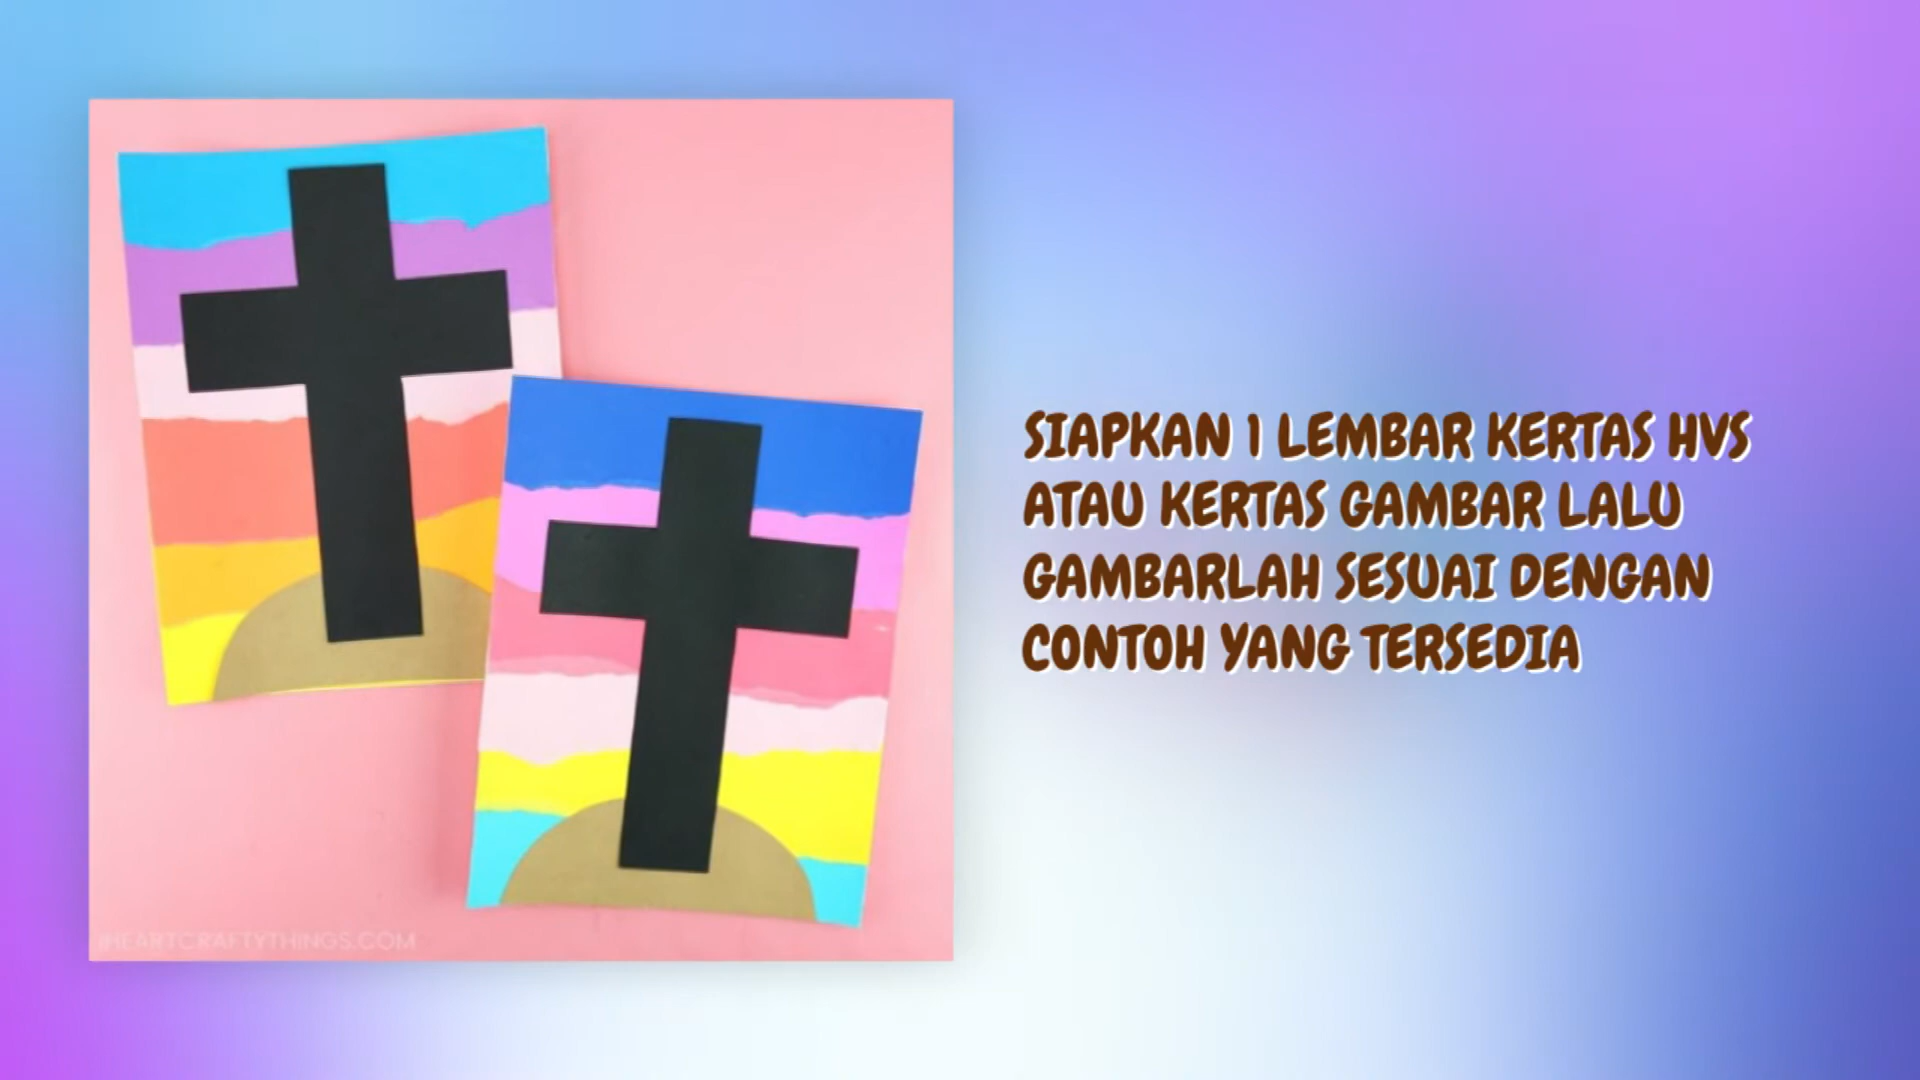 SIAPKAN 1 LEMBAR KERTAS HVS
ATAU KERTAS GAMBAR LALU
GAMBARLAH SESUAI DENGAN
CONTOH YANG TERSEDIA
IHEARTCRAFTYTHINGS.COM